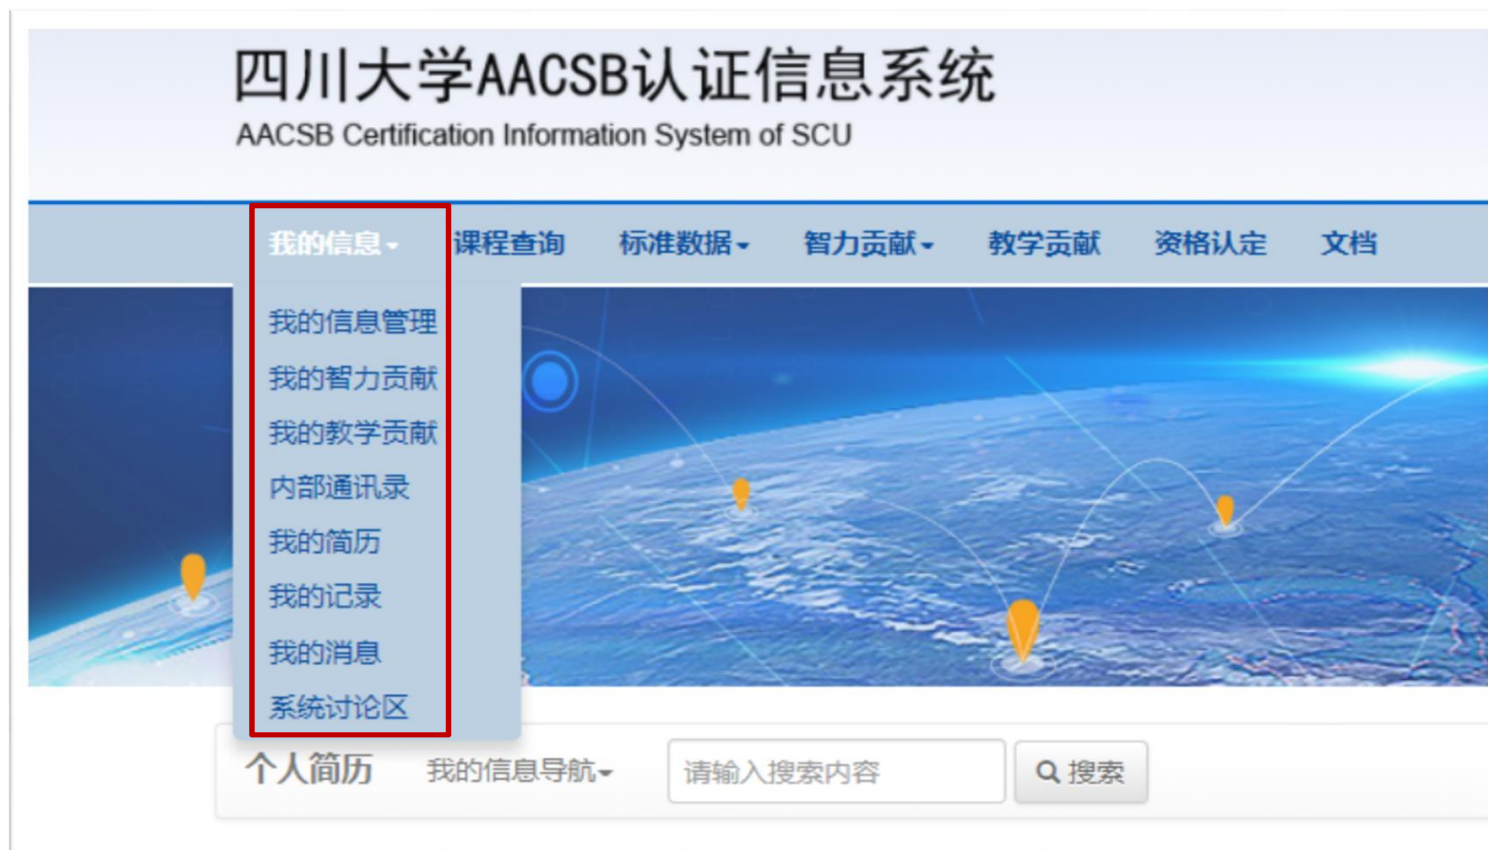 四川大学AACSB认证信息系统
AACSB Certification Information System of SCU
我的信息 课程查询 标准数据 智力贡献 教学贡献 资格认定 文档
我的信息管理
我的智力贡献
我的教学贡献
内部通讯录
我的简历
我的记录
我的消息
系统讨论区
个人简历 我的信息导航 请输入搜索内容 搜索